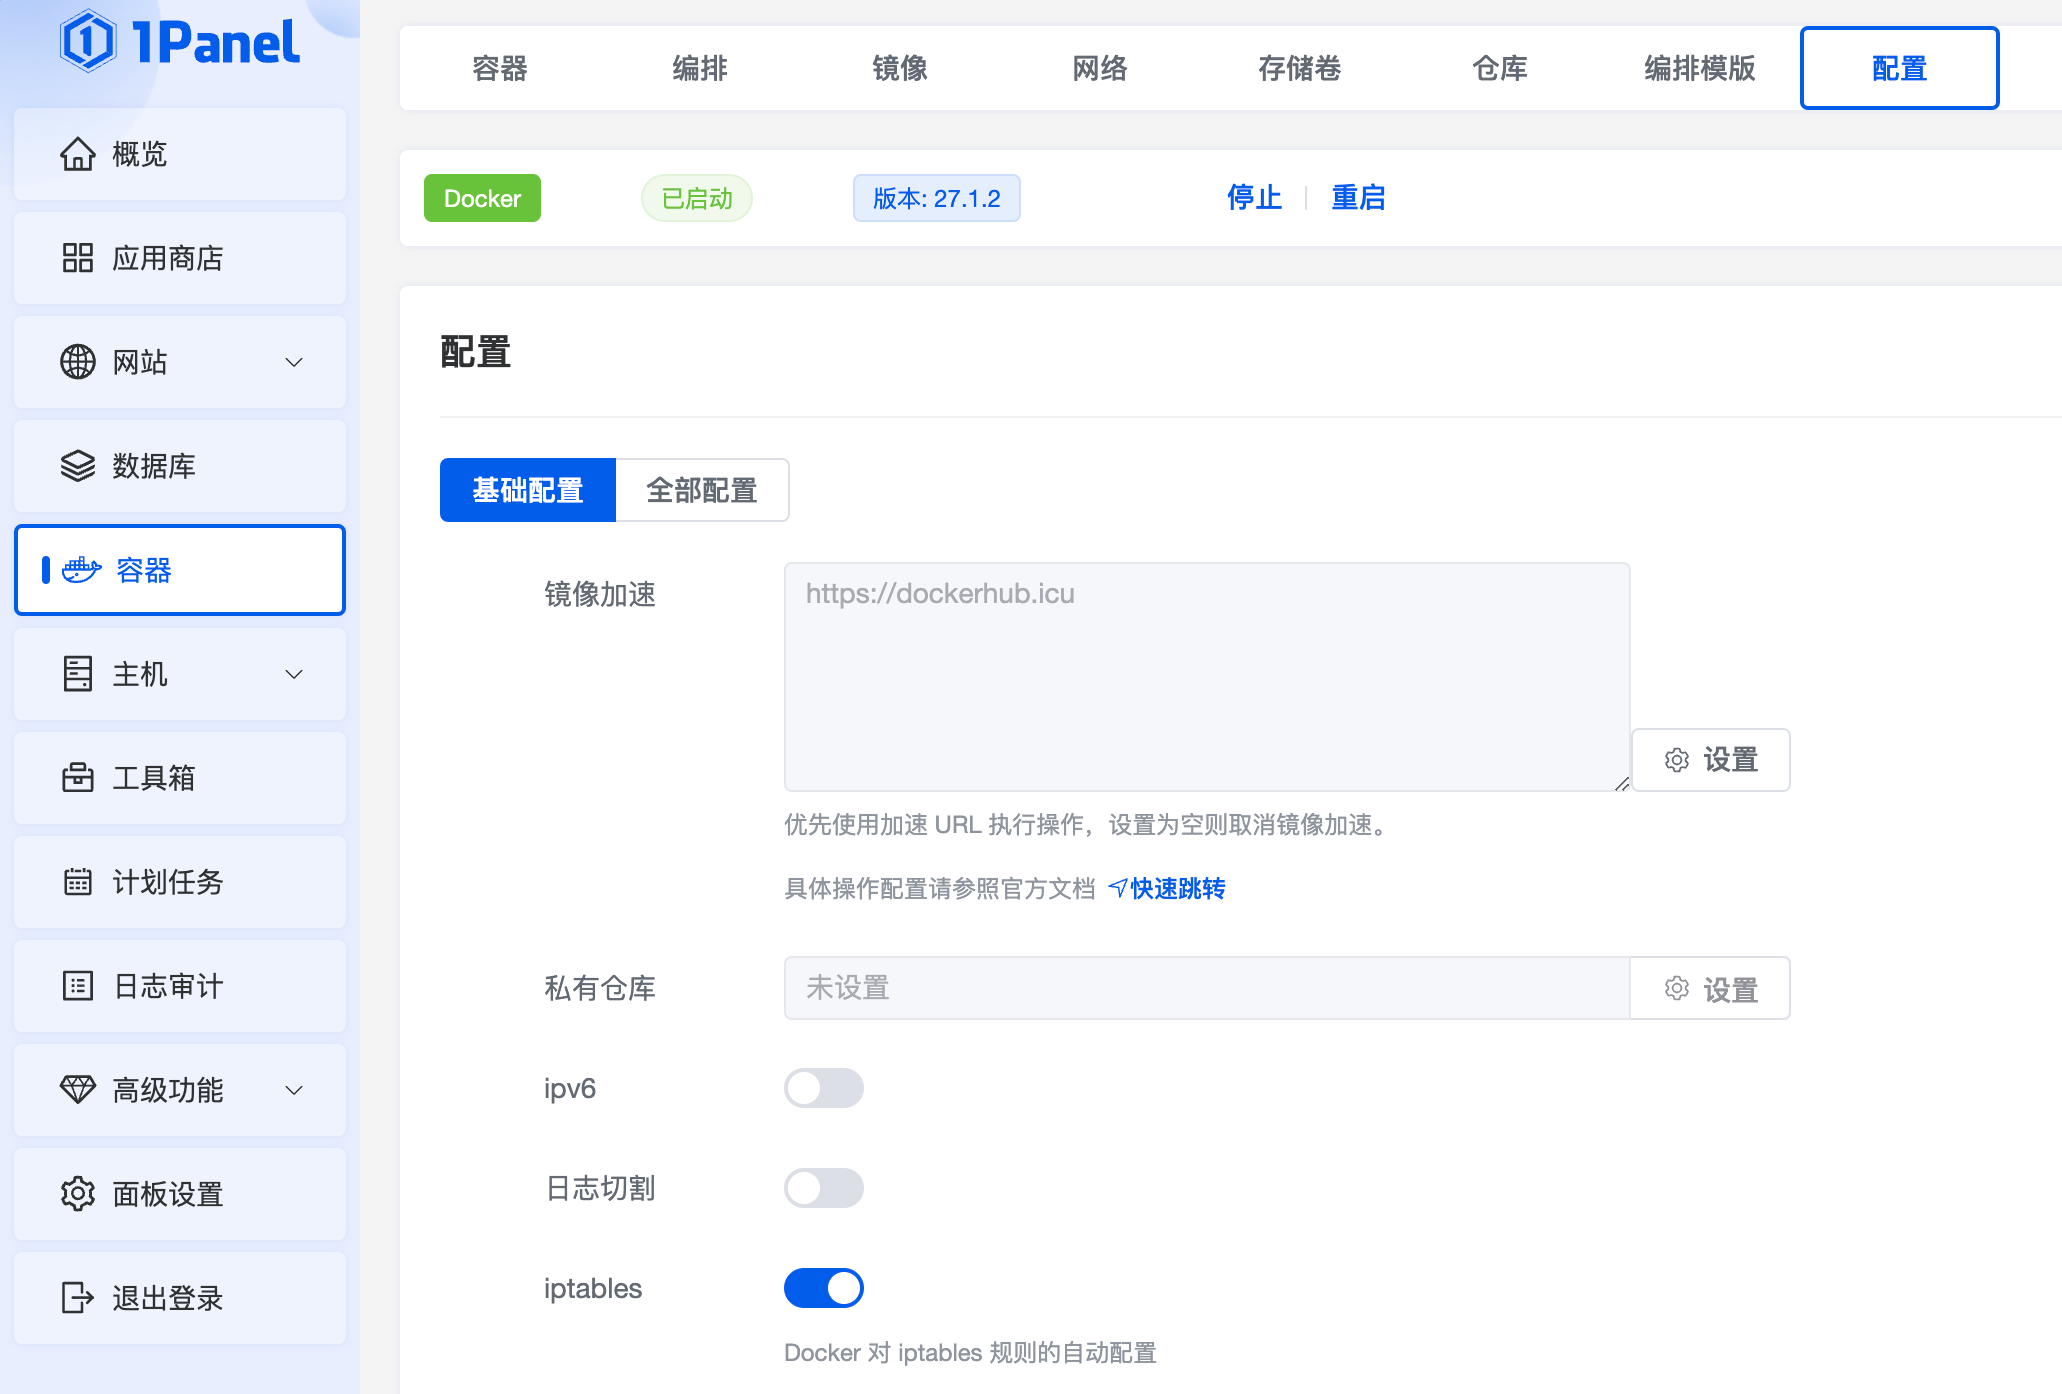 1Panel
概览
应用商店
网站
数据库
容器
主机
工具箱
计划任务
日志审计
高级功能
面板设置
退出登录
容器 编排 镜像 网络 存储卷 仓库 编排模版 配置
Docker 已启动 版本: 27.1.2 停止 重启
配置
基础配置 全部配置
镜像加速 https://dockerhub.icu
设置
优先使用加速 URL 执行操作，设置为空则取消镜像加速。
具体操作配置请参照官方文档 快速跳转
私有仓库 未设置 设置
ipv6
日志切割
iptables
Docker 对 iptables 规则的自动配置